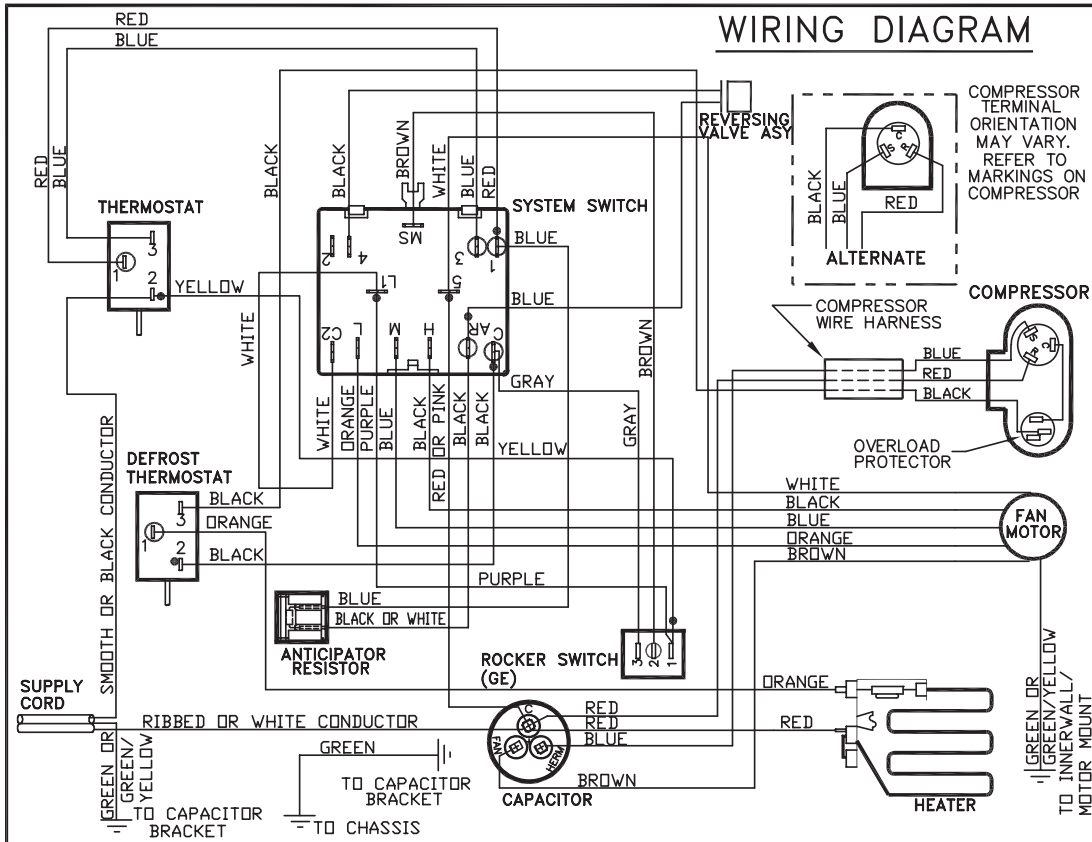 WIRING DIAGRAM
RED
BLUE
RED
BLUE
BLACK
BLACK
BROWN
WHITE
BLUE
RED
REVERSING
VALVE ASY
COMPRESSOR
TERMINAL
ORIENTATION
MAY VARY.
REFER TO
MARKINGS ON
COMPRESSOR
C
S
R
BLACK
BLUE
RED
ALTERNATE
THERMOSTAT
3
1
2
YELLOW
SYSTEM SWITCH
MS
2
4
3
1
L1
5
C2
L
M
H
AR
C
BLUE
BLUE
WHITE
GRAY
BROWN
COMPRESSOR
COMPRESSOR
WIRE HARNESS
BLUE
RED
BLACK
S
C
R
OVERLOAD
PROTECTOR
WHITE
ORANGE
PURPLE
BLUE
BLACK
RED OR PINK
BLACK
BLACK
YELLOW
GRAY
DEFROST
THERMOSTAT
3
1
2
BLACK
ORANGE
BLACK
WHITE
BLACK
BLUE
ORANGE
BROWN
FAN
MOTOR
PURPLE
BLUE
BLACK OR WHITE
ANTICIPATOR
RESISTOR
ROCKER SWITCH
(GE)
3
2
1
SMOOTH OR BLACK CONDUCTOR
SUPPLY
CORD
RIBBED OR WHITE CONDUCTOR
ORANGE
RED
RED
RED
BLUE
C
FAN
HERM
CAPACITOR
BROWN
HEATER
GREEN OR
GREEN/
YELLOW
TO CAPACITOR
BRACKET
GREEN
TO CAPACITOR
BRACKET
TO CHASSIS
GREEN OR
GREEN/YELLOW
TO INNERWALL/
MOTOR MOUNT